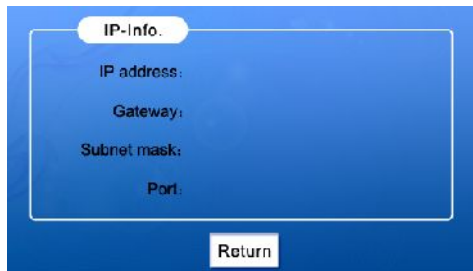 IP-Info.
IP address:
Gateway:
Subnet mask:
Port:
Return